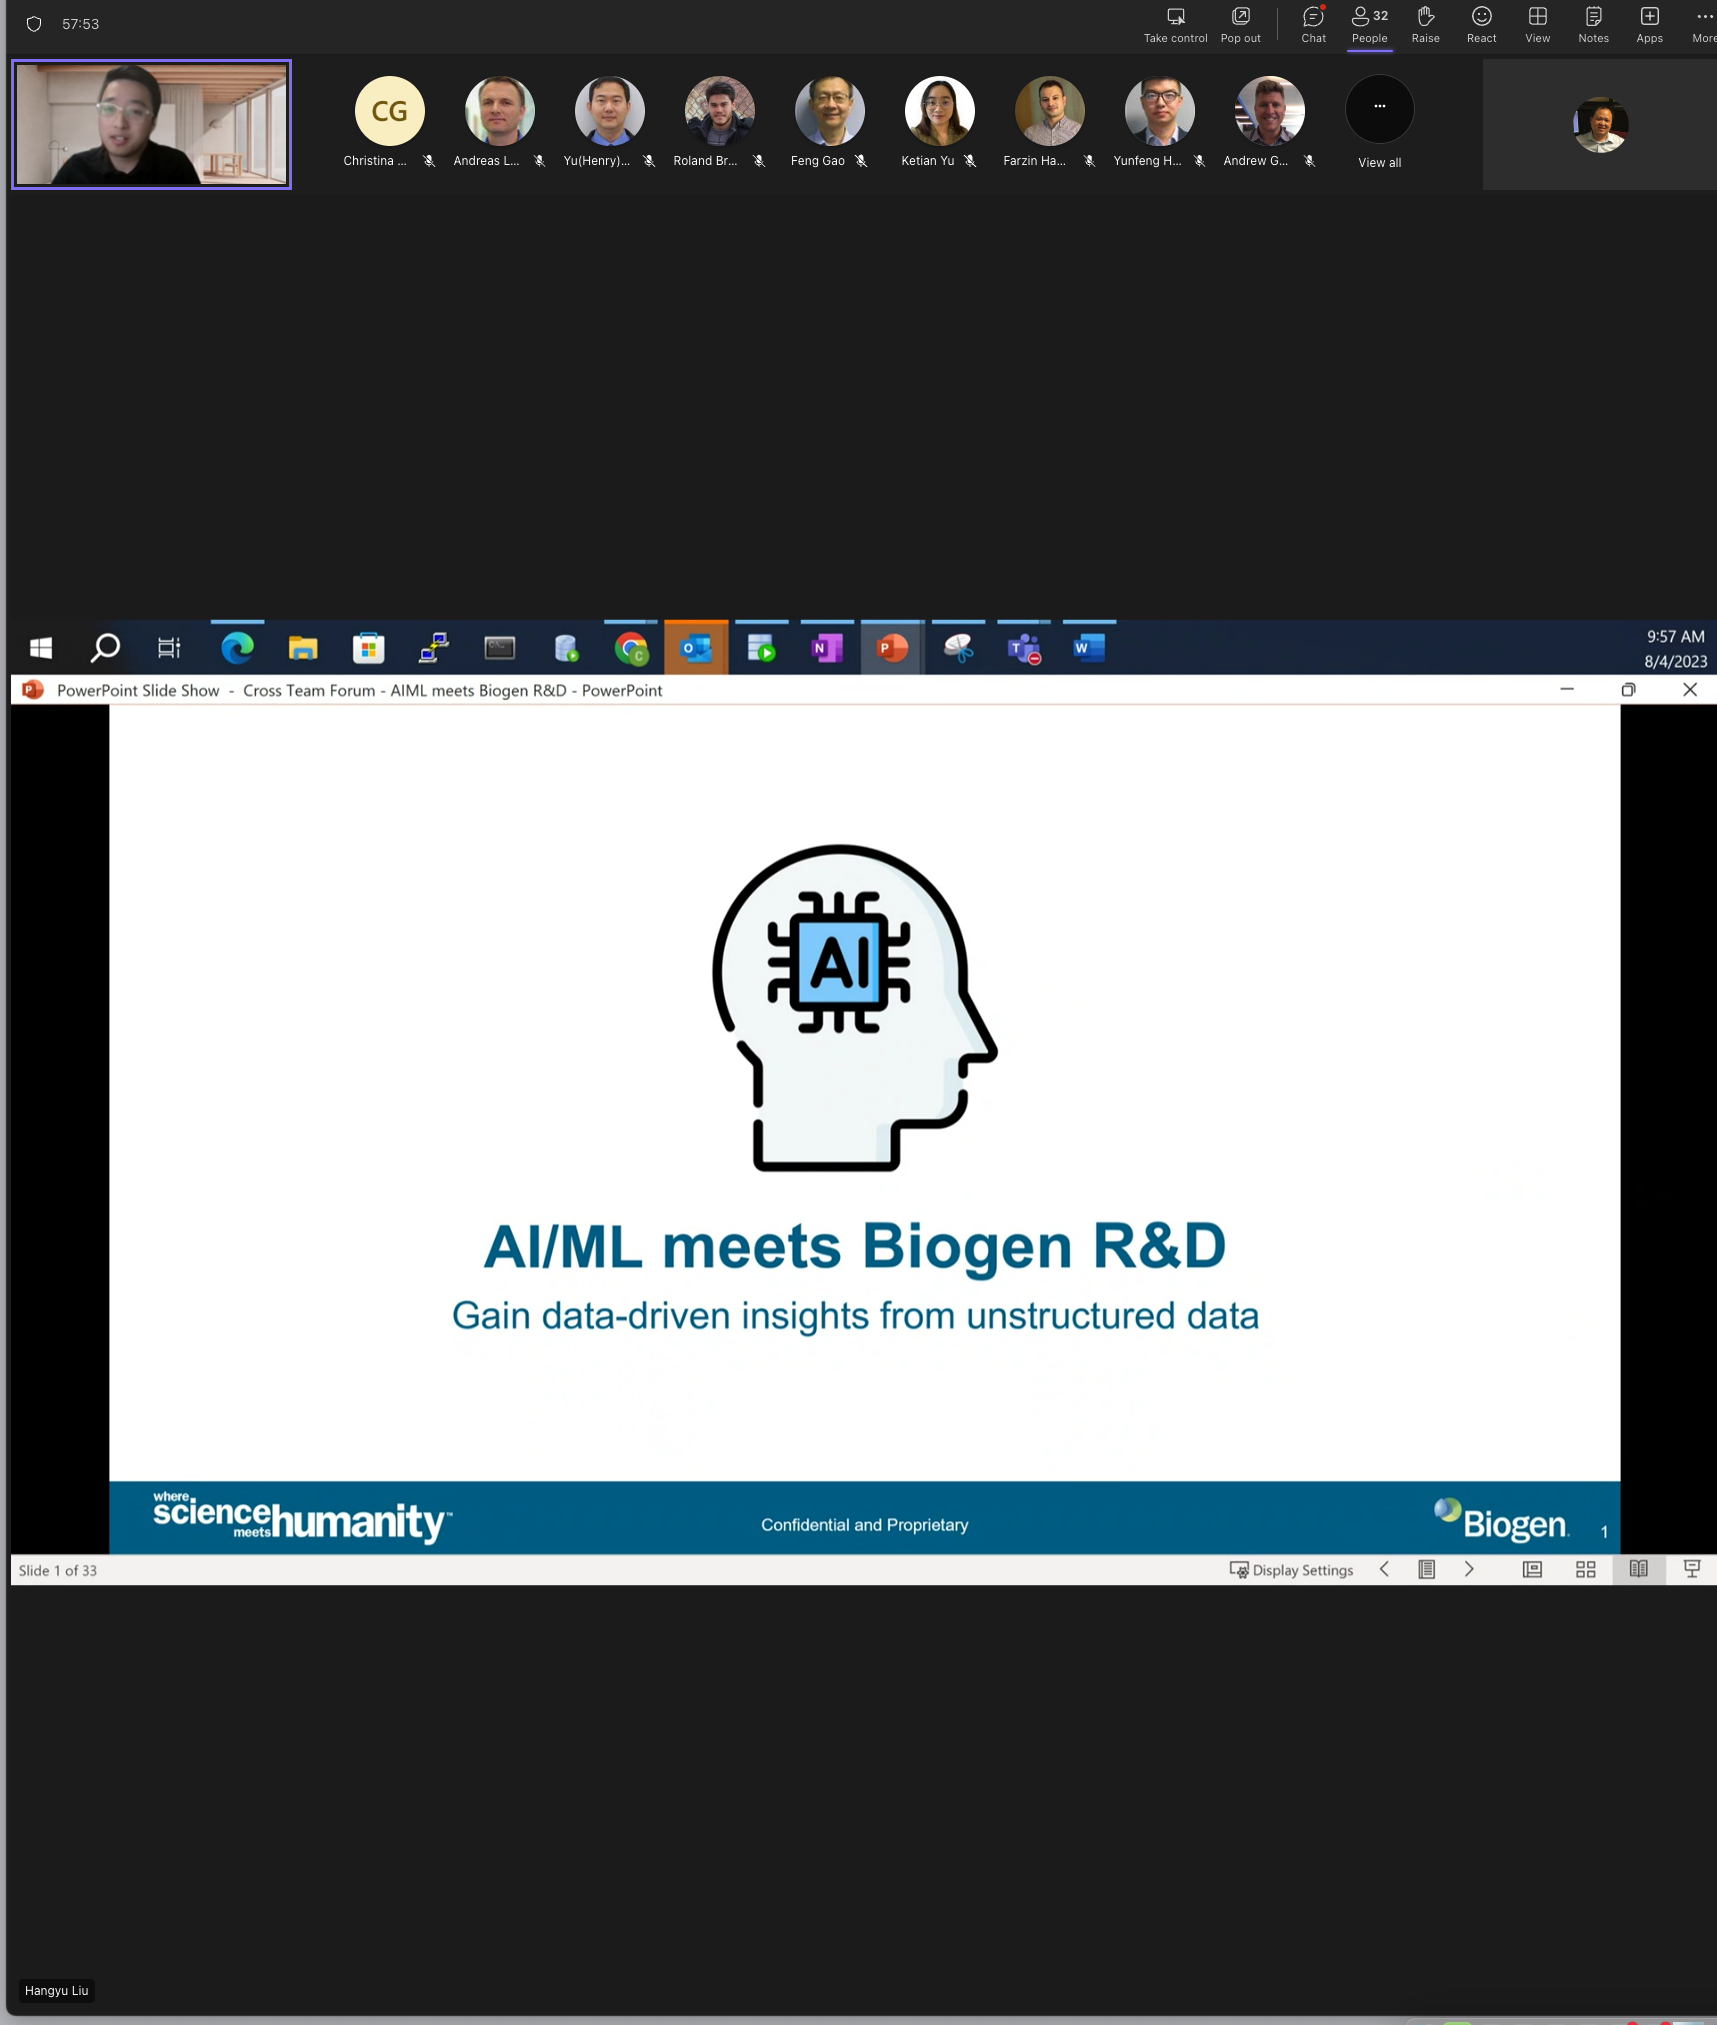 57:53
Take control
Pop out
Chat
32
People
Raise
React
View
Notes
Apps
More
CG
Christina ...
Andreas L...
Yu(Henry)...
Roland Br...
Feng Gao
Ketian Yu
Farzin Ha...
Yunfeng H...
Andrew G...
View all
9:57 AM
8/4/2023
PowerPoint Slide Show - Cross Team Forum - AIML meets Biogen R&D - PowerPoint
AI
AI/ML meets Biogen R&D
Gain data-driven insights from unstructured data
where
science meets humanity™
Confidential and Proprietary
Biogen
1
Slide 1 of 33
Display Settings
Hangyu Liu